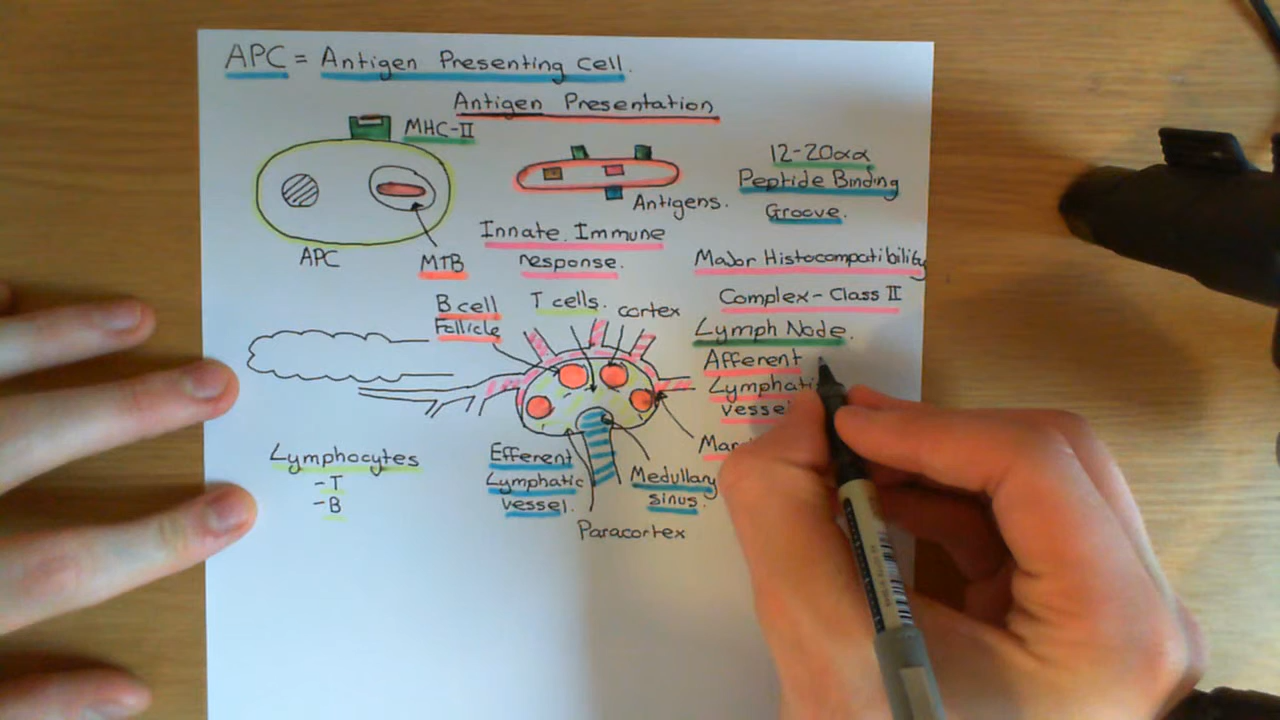 APC = Antigen Presenting Cell.
Antigen Presentation
MHC-II
12-20αα
Peptide Binding
Groove.
Antigens.
APC
MTB
Innate Immune
response.
Major Histocompatibility
Complex - Class II
B cell
Follicle
T cells.
cortex
Lymph Node.
Afferent
Lymphatic
vessel
Lymphocytes
-T
-B
Efferent
Lymphatic
vessel.
Medullary
sinus.
Paracortex